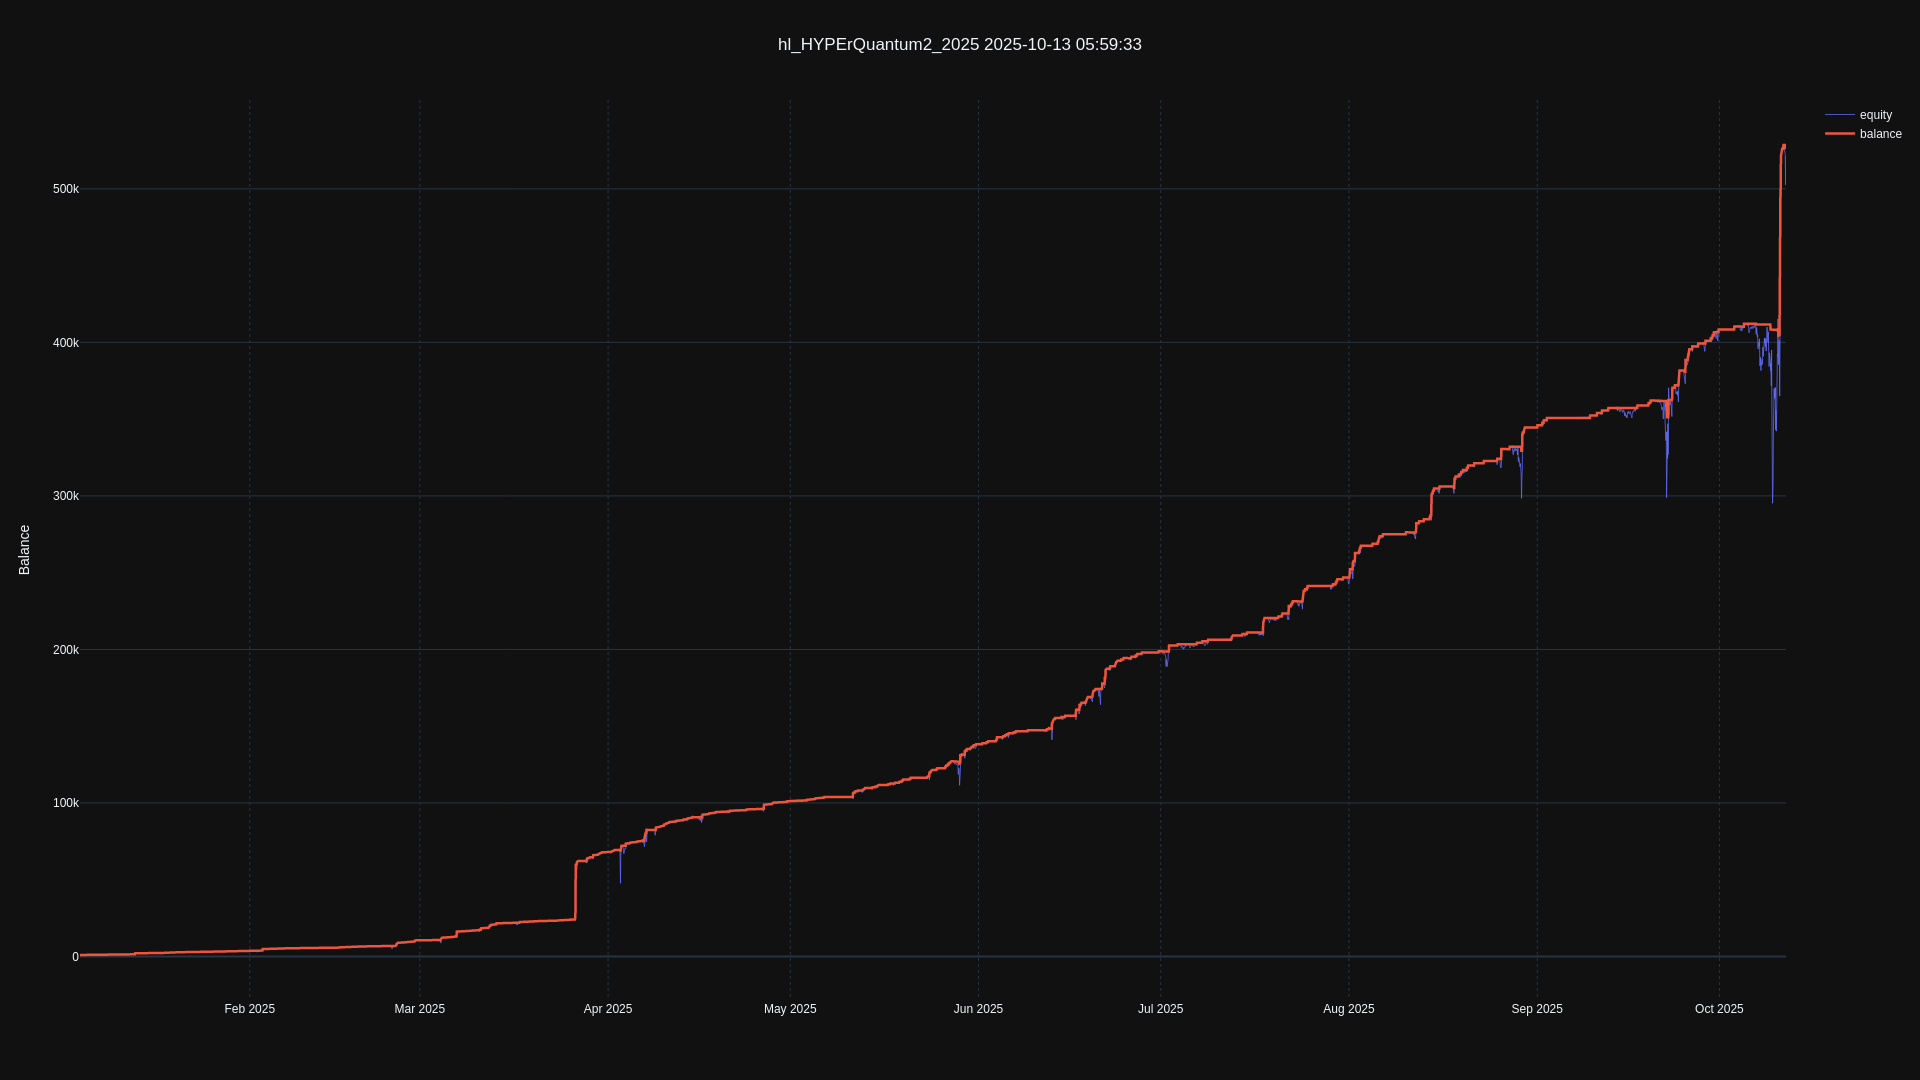 hl_HYPErQuantum2_2025 2025-10-13 05:59:33
equity
balance
500k
400k
300k
200k
100k
0
Balance
Feb 2025
Mar 2025
Apr 2025
May 2025
Jun 2025
Jul 2025
Aug 2025
Sep 2025
Oct 2025